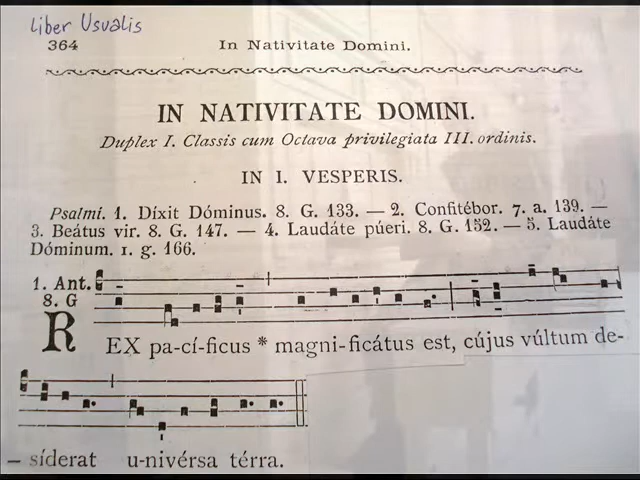 Liber Usualis
364 In Nativitate Domini.
IN NATIVITATE DOMINI.
Duplex I. Classis cum Octava privilegiata III. ordinis.
IN I. VESPERIS.
Psalmi. 1. Díxit Dóminus. 8. G. 133. — 2. Confitébor. 7. a. 139. —
3. Beátus vir. 8. G. 147. — 4. Laudáte púeri. 8. G. 152. — 5. Laudáte
Dóminum. 1. g. 166.
1. Ant.
8. G
REX pa-cí-ficus * magni-ficátus est, cújus vúltum de-
- síderat u-nivérsa térra.